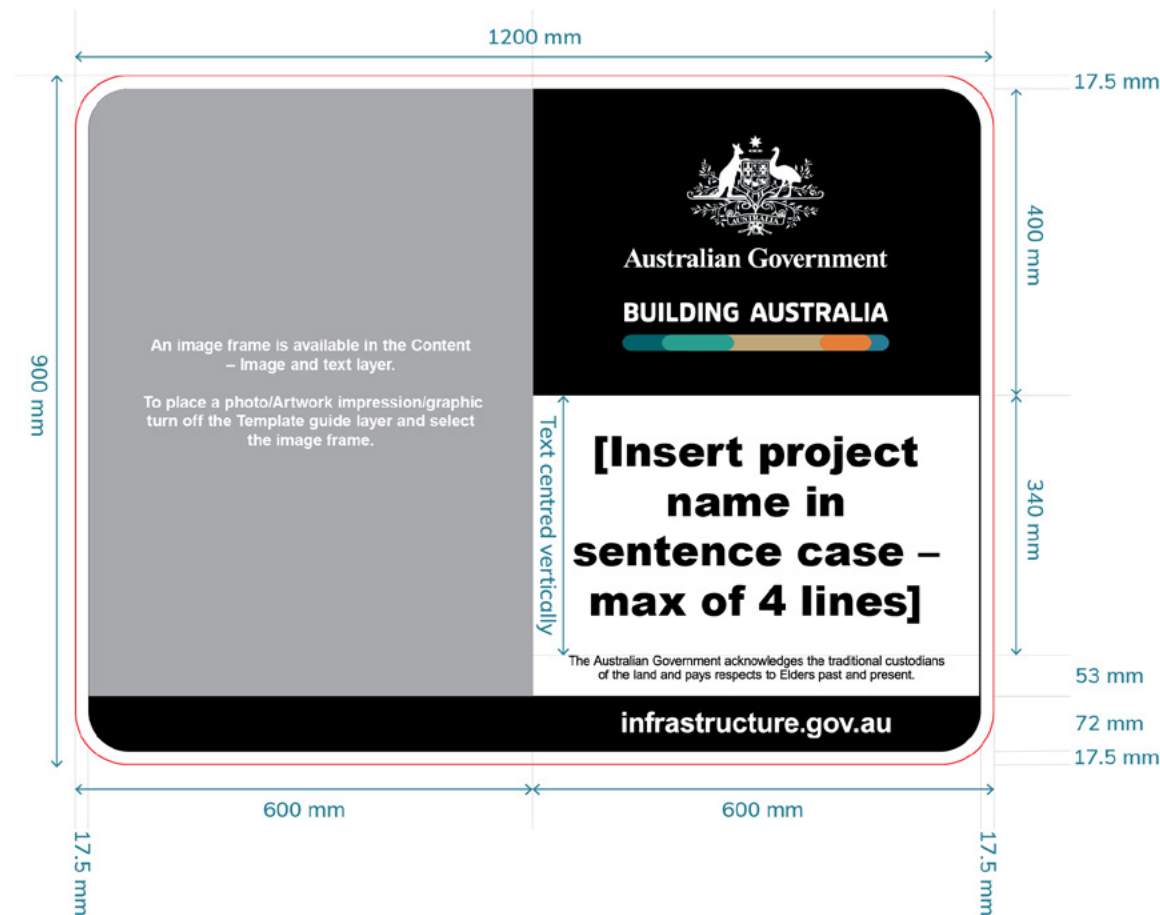 1200 mm
17.5 mm
900 mm
An image frame is available in the Content
– Image and text layer.
To place a photo/Artwork impression/graphic
turn off the Template guide layer and select
the image frame.
AUSTRALIA
Australian Government
BUILDING AUSTRALIA
400 mm
Text centred vertically
[Insert project
name in
sentence case –
max of 4 lines]
340 mm
The Australian Government acknowledges the traditional custodians
of the land and pays respects to Elders past and present.
53 mm
infrastructure.gov.au
72 mm
17.5 mm
600 mm
600 mm
17.5 mm
17.5 mm